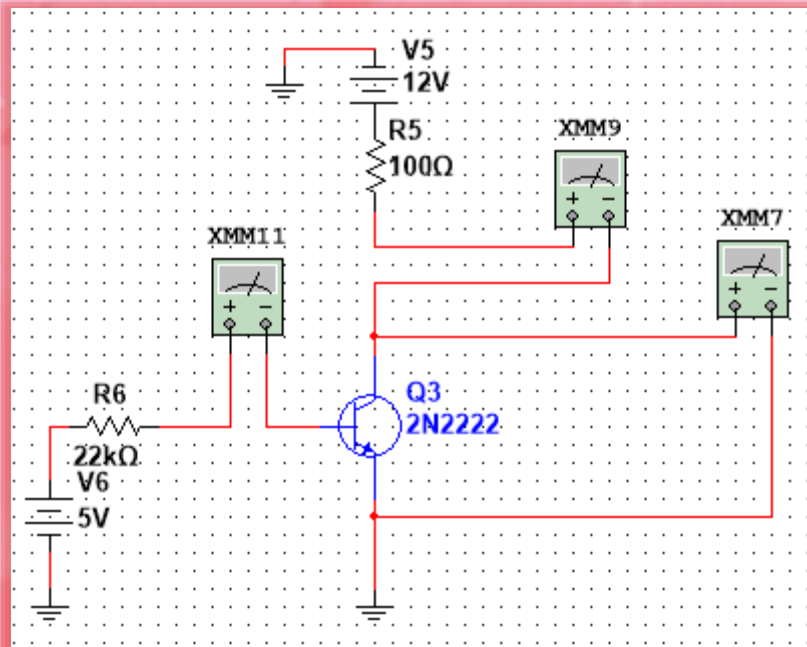 V5
12V
R5
100Ω
XMM9
+ −
XMM7
+ −
XMM11
+ −
R6
22kΩ
Q3
2N2222
V6
5V